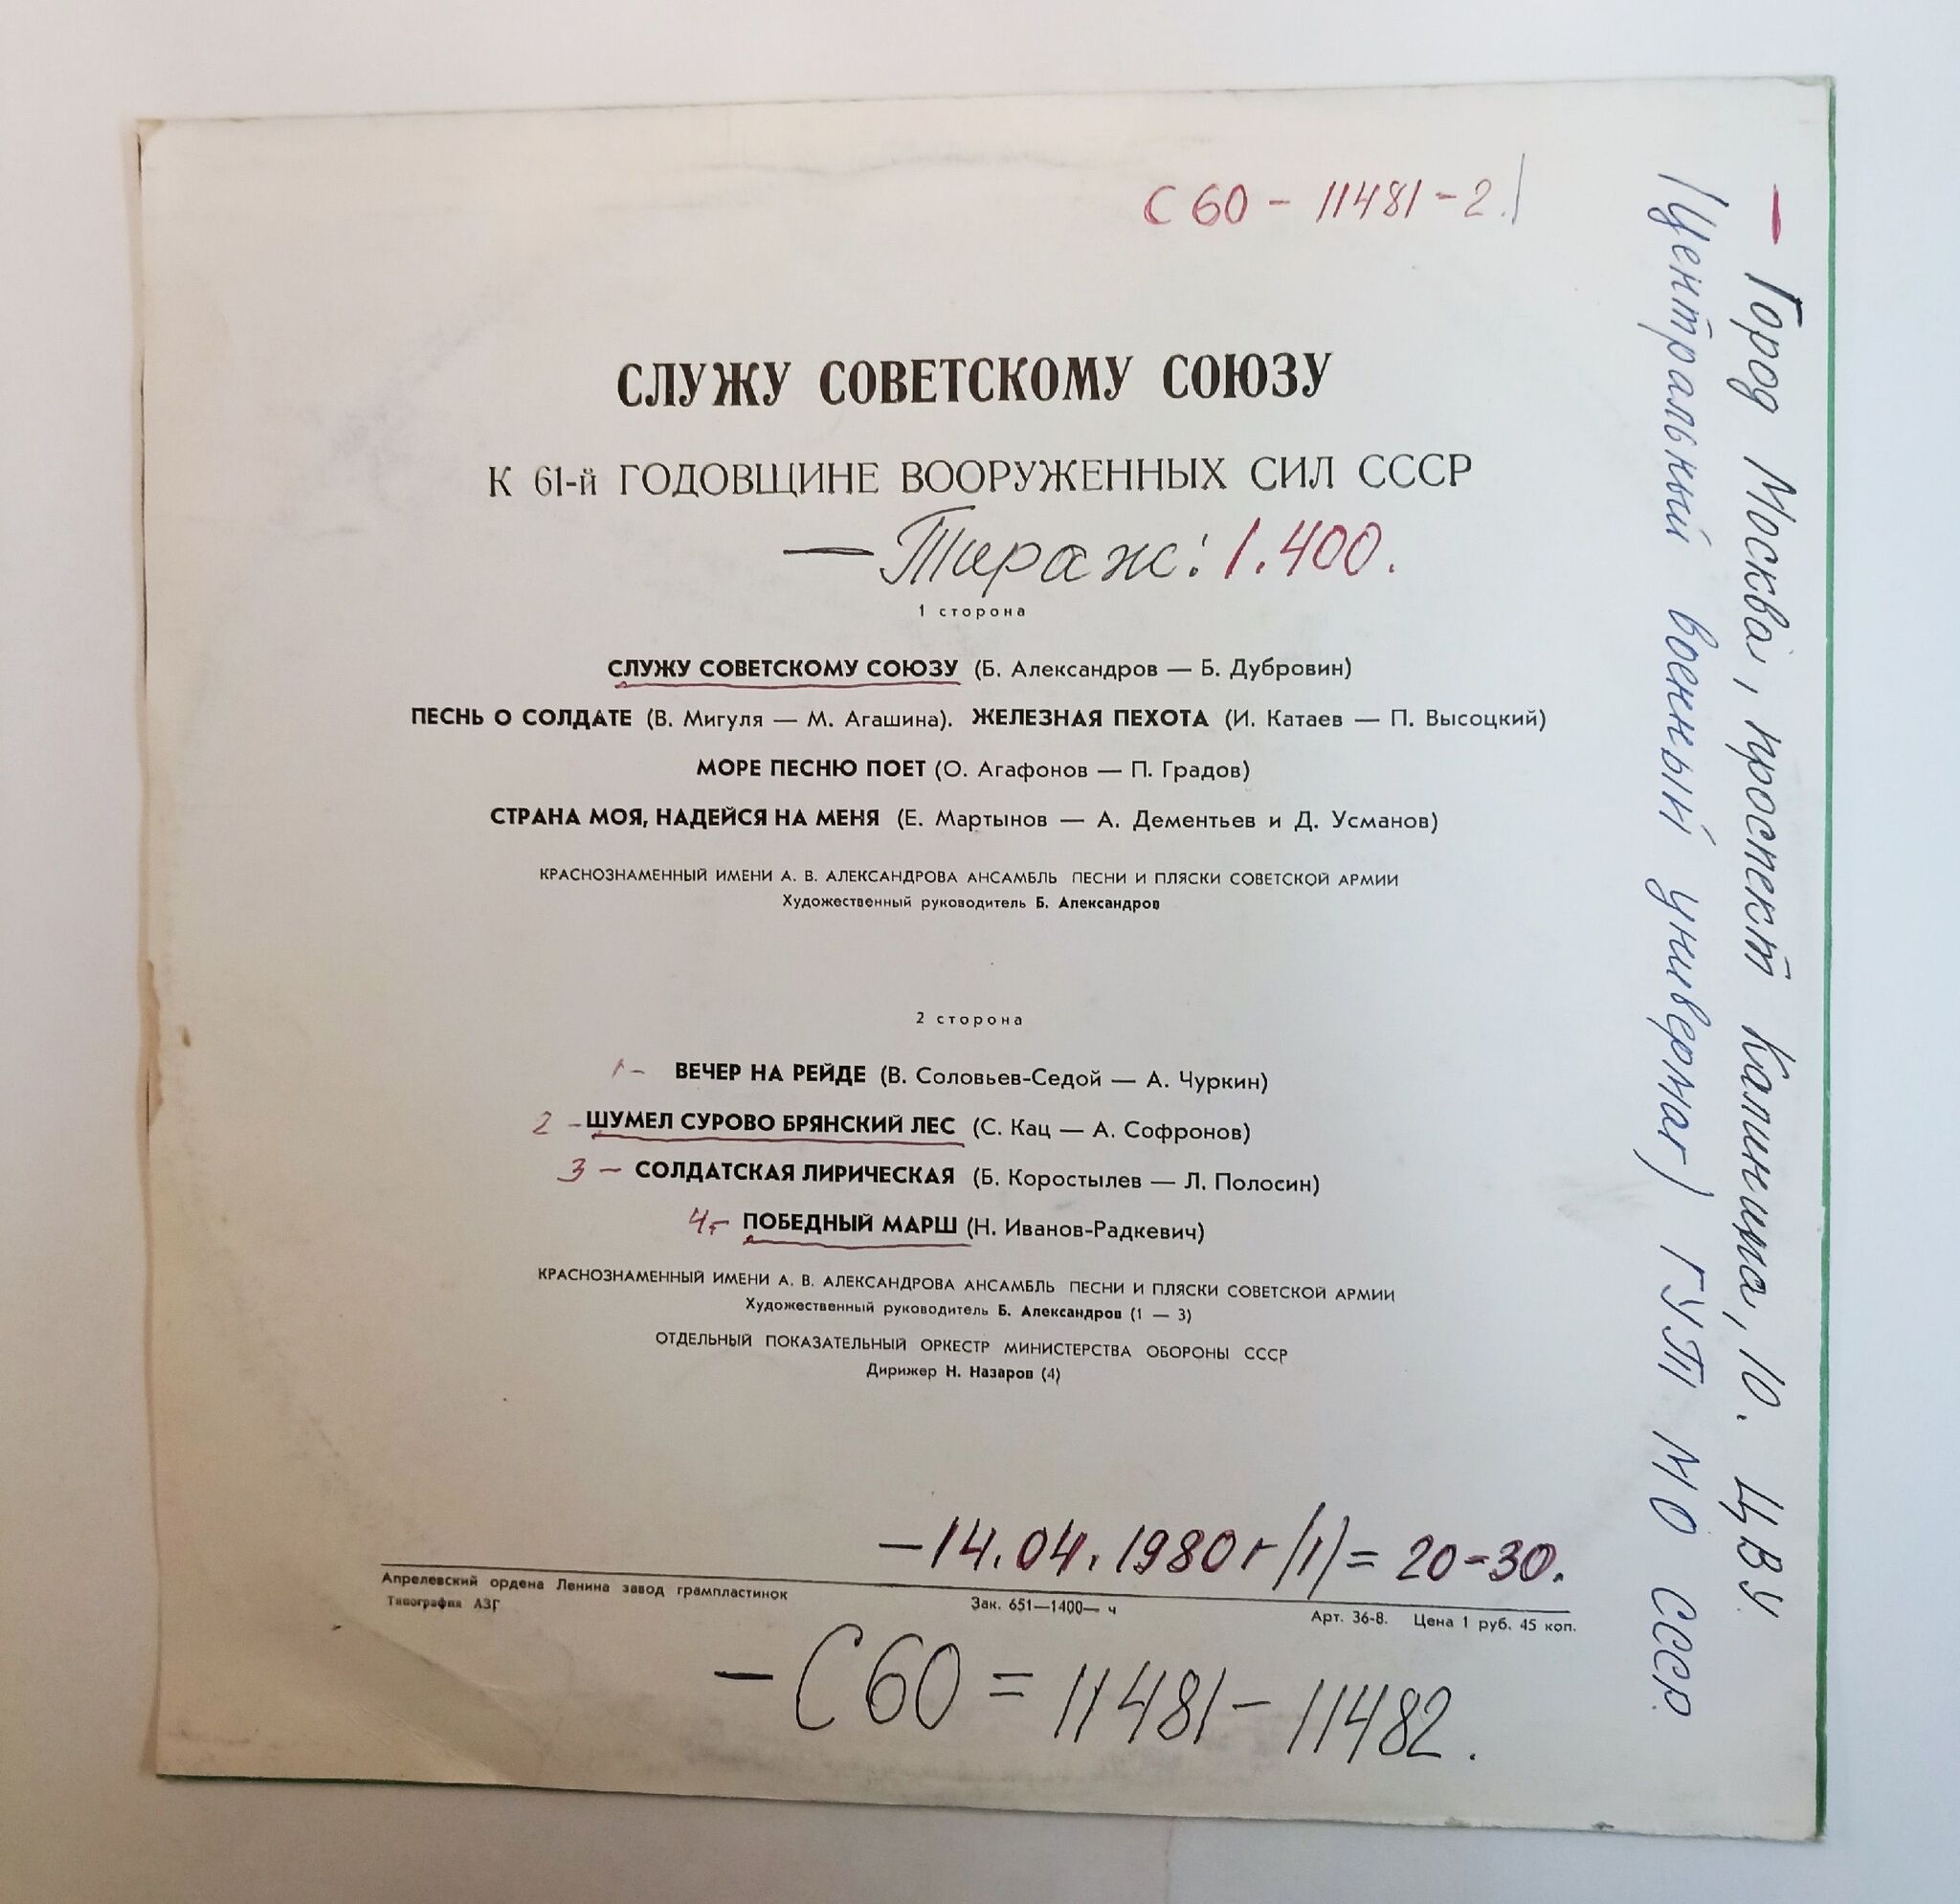 С 60 - 11481-2.
СЛУЖУ СОВЕТСКОМУ СОЮЗУ
К 61-й ГОДОВЩИНЕ ВООРУЖЕННЫХ СИЛ СССР
— Тираж: 1.400.
1 сторона
СЛУЖУ СОВЕТСКОМУ СОЮЗУ (Б. Александров — Б. Дубровин)
ПЕСНЬ О СОЛДАТЕ (В. Мигуля — М. Агашина). ЖЕЛЕЗНАЯ ПЕХОТА (И. Катаев — П. Высоцкий)
МОРЕ ПЕСНЮ ПОЕТ (О. Агафонов — П. Градов)
СТРАНА МОЯ, НАДЕЙСЯ НА МЕНЯ (Е. Мартынов — А. Дементьев и Д. Усманов)
КРАСНОЗНАМЕННЫЙ ИМЕНИ А. В. АЛЕКСАНДРОВА АНСАМБЛЬ ПЕСНИ И ПЛЯСКИ СОВЕТСКОЙ АРМИИ
Художественный руководитель Б. Александров
2 сторона
1 - ВЕЧЕР НА РЕЙДЕ (В. Соловьев-Седой — А. Чуркин)
2 - ШУМЕЛ СУРОВО БРЯНСКИЙ ЛЕС (С. Кац — А. Софронов)
3 - СОЛДАТСКАЯ ЛИРИЧЕСКАЯ (Б. Коростылев — Л. Полосин)
4 - ПОБЕДНЫЙ МАРШ (Н. Иванов-Радкевич)
КРАСНОЗНАМЕННЫЙ ИМЕНИ А. В. АЛЕКСАНДРОВА АНСАМБЛЬ ПЕСНИ И ПЛЯСКИ СОВЕТСКОЙ АРМИИ
Художественный руководитель Б. Александров (1 — 3)
ОТДЕЛЬНЫЙ ПОКАЗАТЕЛЬНЫЙ ОРКЕСТР МИНИСТЕРСТВА ОБОРОНЫ СССР
Дирижер Н. Назаров (4)
— 14.04.1980 г /1/ = 20-30.
Апрелевский ордена Ленина завод грампластинок
Типография АЗГ
Зак. 651—1400— ч
Арт. 36-8. Цена 1 руб. 45 коп.
— С 60 = 11481 - 11482.
— Город Москва, проспект Калинина, 10. ЦВУ
/Центральный военный универмаг/ ГУТ МО СССР.